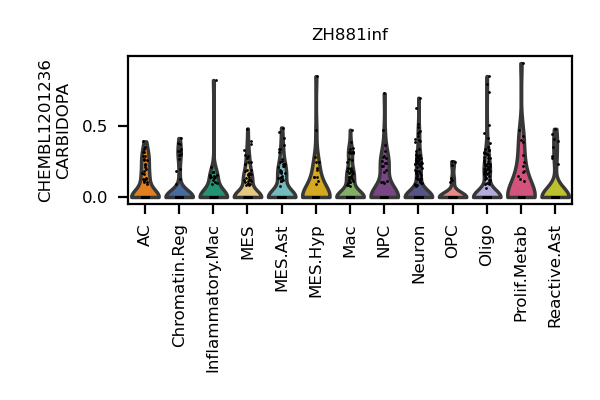 ZH881inf
CHEMBL1201236
CARBIDOPA
0.5
0.0
AC
Chromatin.Reg
Inflammatory.Mac
MES
MES.Ast
MES.Hyp
Mac
NPC
Neuron
OPC
Oligo
Prolif.Metab
Reactive.Ast